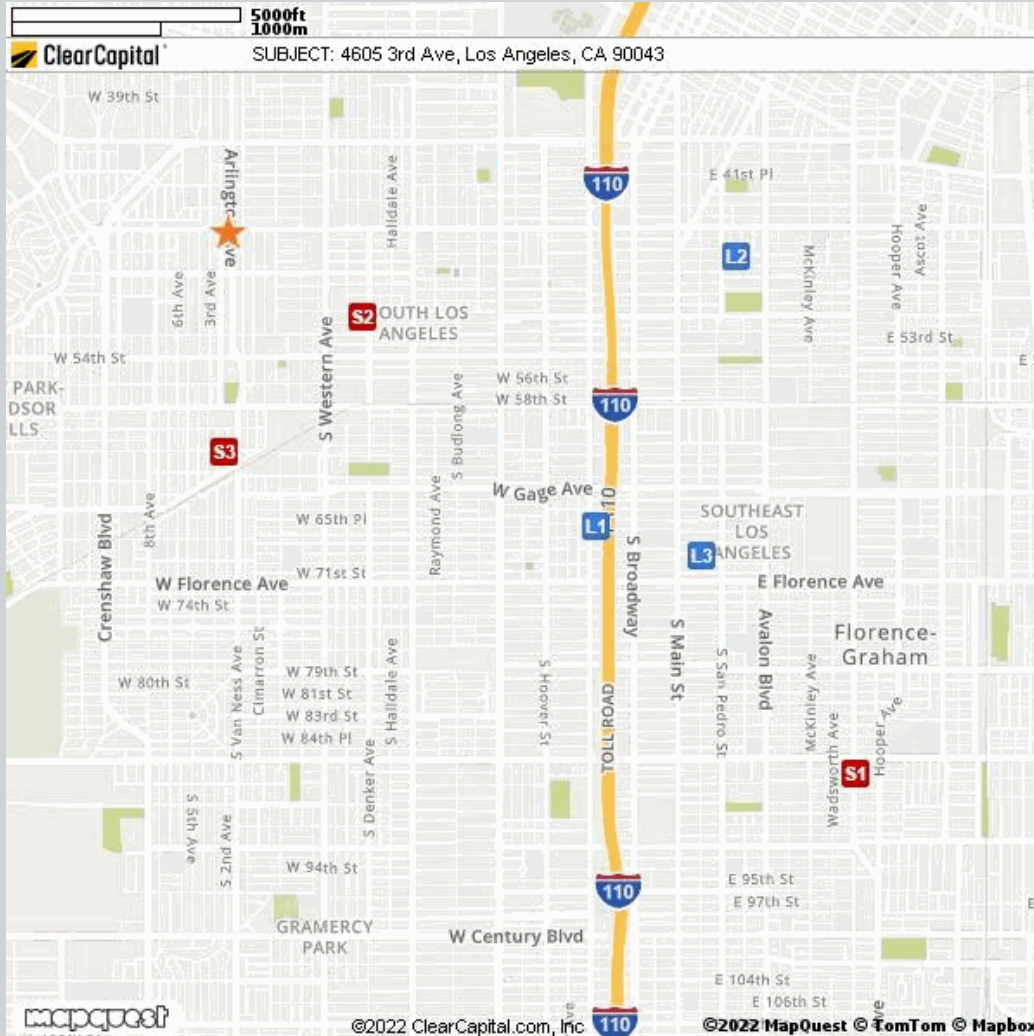 5000ft
1000m
ClearCapital
SUBJECT: 4605 3rd Ave, Los Angeles, CA 90043
W 39th St
110
E 41st Pl
Halldale Ave
L2
Hooper Ave
Ascot Ave
McKinley Ave
6th Ave
3rd Ave
S2
OUTH LOS
ANGELES
S Western Ave
E 53rd St
W 54th St
W 56th St
PARK-
DSOR
LLS
W 58th St
110
S Budlong Ave
S3
W Gage Ave
110
Raymond Ave
8th Ave
W 65th Pl
L1
SOUTHEAST
LOS
ANGELES
L3
Crenshaw Blvd
S Broadway
W 71st St
W Florence Ave
E Florence Ave
W 74th St
Florence-
Graham
Avalon Blvd
S Main St
S San Pedro St
McKinley Ave
Cimarron St
S Van Ness Ave
W 79th St
W 80th St
W 81st St
W 83rd St
W 84th Pl
S Halldale Ave
S Hoover St
TOLL ROAD
Hooper Ave
S1
Wadsworth Ave
S Denker Ave
S 5th Ave
S 2nd Ave
W 94th St
E 95th St
110
E 97th St
GRAMERCY
PARK
W Century Blvd
E 104th St
E 106th St
Ave
110
mapquest
©2022 ClearCapital.com, Inc
©2022 MapQuest © TomTom © Mapbo